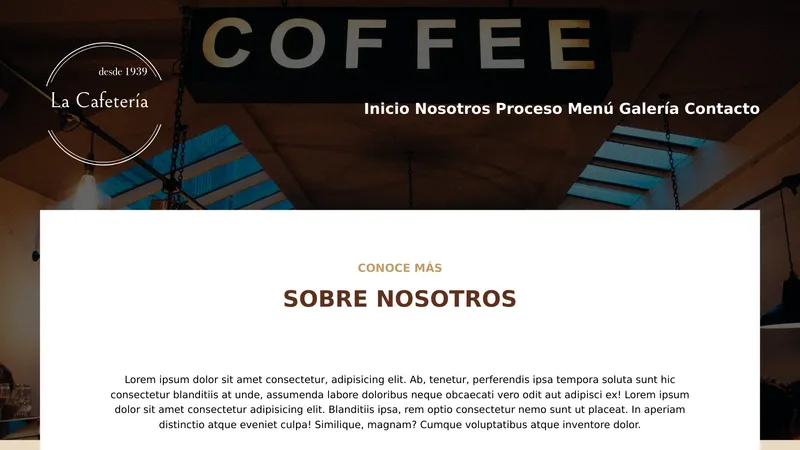 COFFEE
desde 1939
La Cafetería
Inicio Nosotros Proceso Menú Galería Contacto
CONOCE MÁS
SOBRE NOSOTROS
Lorem ipsum dolor sit amet consectetur, adipisicing elit. Ab, tenetur, perferendis ipsa tempora soluta sunt hic
consectetur blanditiis at unde, assumenda labore doloribus neque obcaecati vero odit aut adipisci ex! Lorem ipsum
dolor sit amet consectetur adipisicing elit. Blanditiis ipsa, rem optio consectetur nemo sunt ut placeat. In aperiam
distinctio atque eveniet culpa! Similique, magnam? Cumque voluptatibus atque inventore dolor.